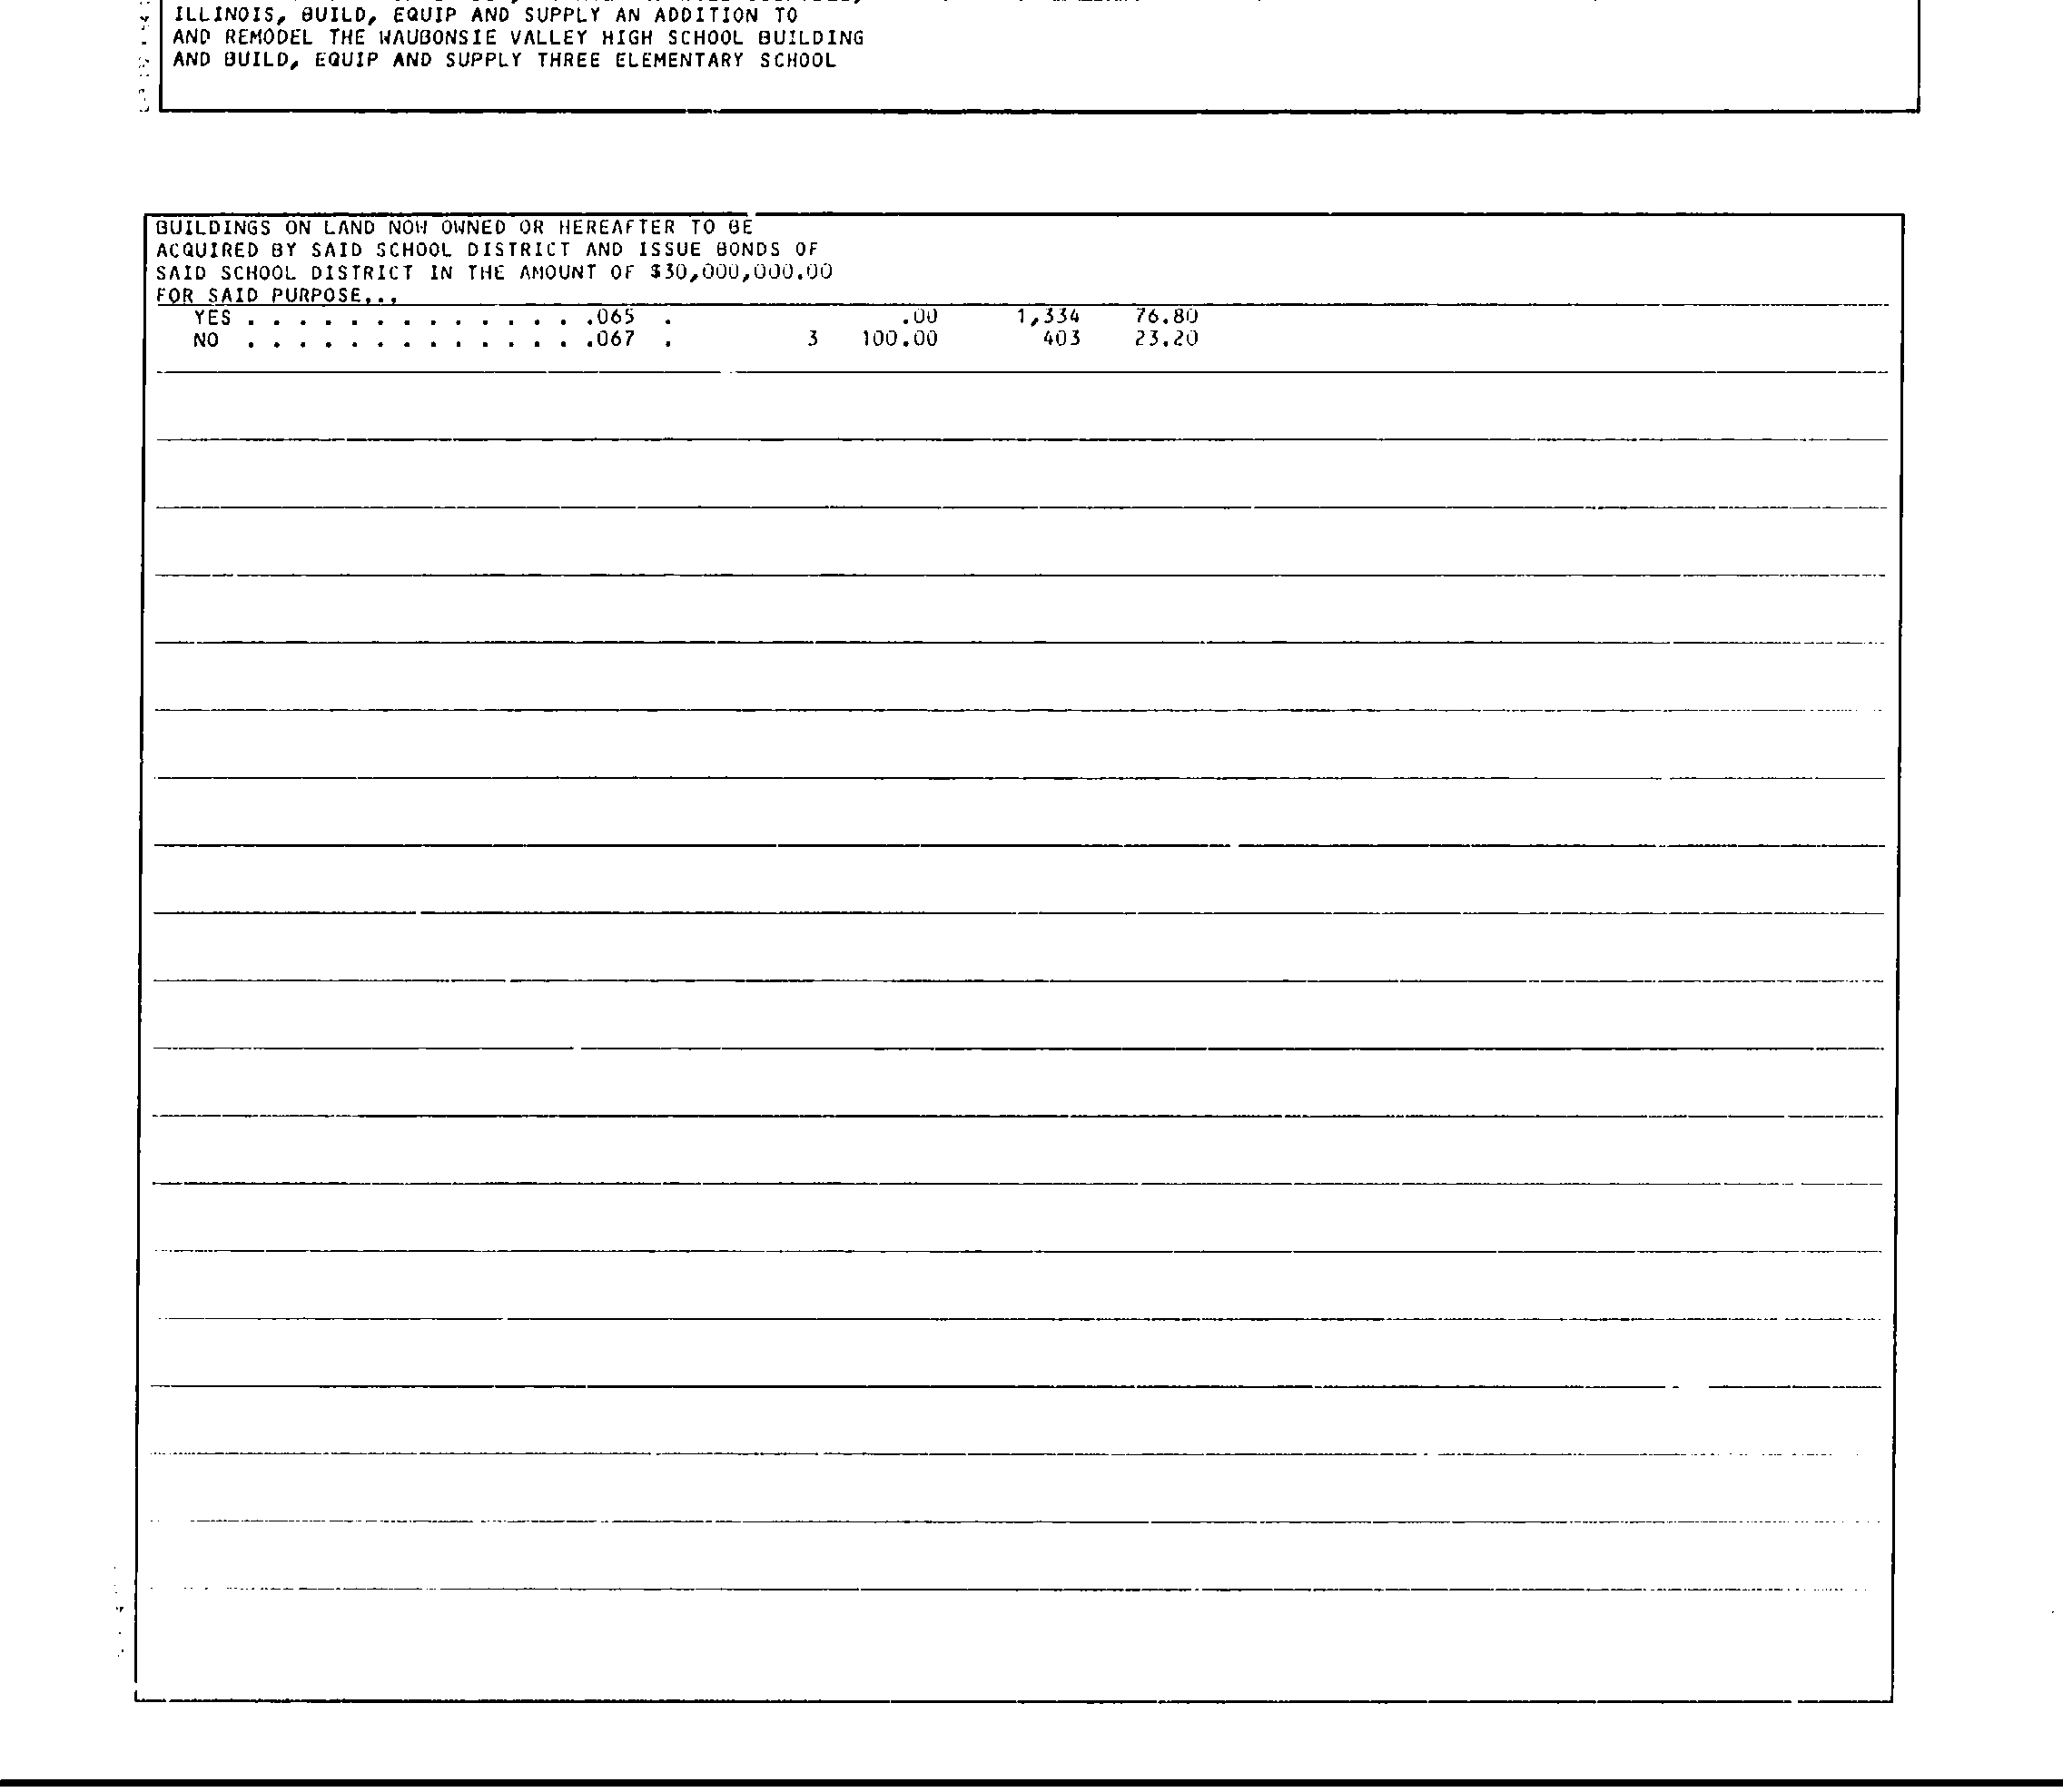 ILLINOIS, BUILD, EQUIP AND SUPPLY AN ADDITION TO
AND REMODEL THE WAUBONSIE VALLEY HIGH SCHOOL BUILDING
AND BUILD, EQUIP AND SUPPLY THREE ELEMENTARY SCHOOL
BUILDINGS ON LAND NOW OWNED OR HEREAFTER TO BE
ACQUIRED BY SAID SCHOOL DISTRICT AND ISSUE BONDS OF
SAID SCHOOL DISTRICT IN THE AMOUNT OF $30,000,000.00
FOR SAID PURPOSE...
YES . . . . . . . . . . . . . .065 . .00 1,334 76.80
NO . . . . . . . . . . . . . .067 . 3 100.00 403 23.20